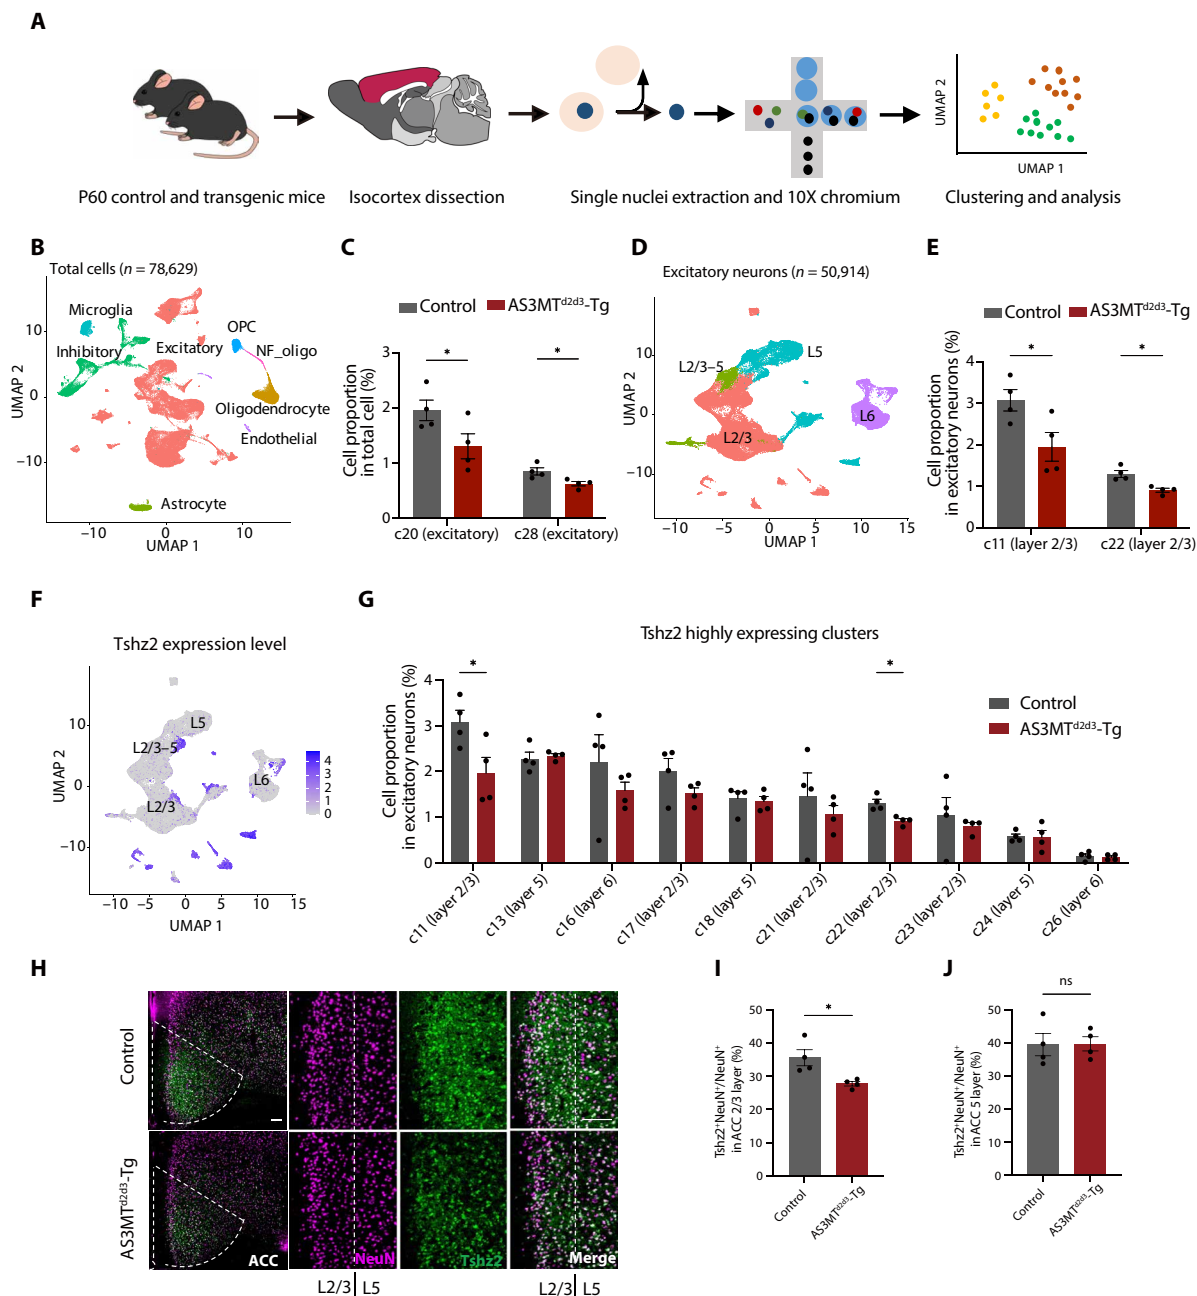 A
UMAP 2
UMAP 1
P60 control and transgenic mice
Isocortex dissection
Single nuclei extraction and 10X chromium
Clustering and analysis
B
Total cells (n = 78,629)
Microglia
OPC
Inhibitory
Excitatory
NF_oligo
Oligodendrocyte
Endothelial
Astrocyte
10
0
−10
UMAP 2
−10
0
10
UMAP 1
C
Control
AS3MTd2d3-Tg
*
*
3
2
1
0
Cell proportion
in total cell (%)
c20 (excitatory)
c28 (excitatory)
D
Excitatory neurons (n = 50,914)
L5
L2/3–5
L6
L2/3
10
0
−10
UMAP 2
−10
−5
0
5
10
15
UMAP 1
E
Control
AS3MTd2d3-Tg
*
*
4
3
2
1
0
Cell proportion
in excitatory neurons (%)
c11 (layer 2/3)
c22 (layer 2/3)
F
Tshz2 expression level
L5
L2/3–5
L6
L2/3
4
3
2
1
0
10
0
−10
UMAP 2
−10
−5
0
5
10
15
UMAP 1
G
Tshz2 highly expressing clusters
*
*
Control
AS3MTd2d3-Tg
4
3
2
1
0
Cell proportion
in excitatory neurons (%)
c11 (layer 2/3)
c13 (layer 5)
c16 (layer 6)
c17 (layer 2/3)
c18 (layer 5)
c21 (layer 2/3)
c22 (layer 2/3)
c23 (layer 2/3)
c24 (layer 5)
c26 (layer 6)
H
Control
AS3MTd2d3-Tg
ACC
NeuN
Tshz2
Merge
L2/3
L5
L2/3
L5
I
*
50
40
30
20
10
0
Tshz2+NeuN+/NeuN+
in ACC 2/3 layer (%)
Control
AS3MTd2d3-Tg
J
ns
50
40
30
20
10
0
Tshz2+NeuN+/NeuN+
in ACC 5 layer (%)
Control
AS3MTd2d3-Tg